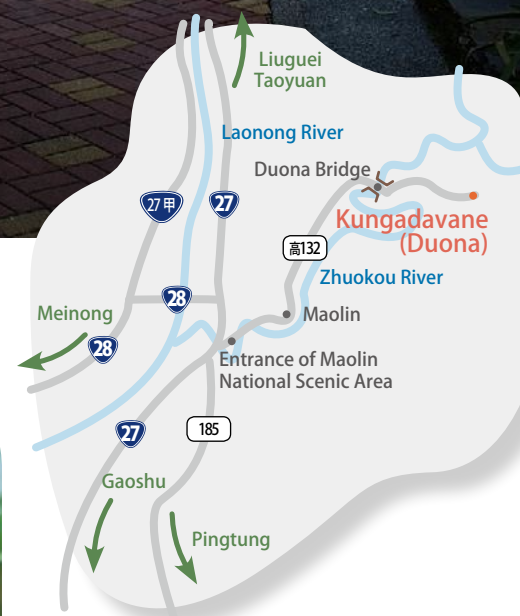 Liuguei
Taoyuan
Laonong River
Duona Bridge
27甲
27
Kungadavane
(Duona)
高132
Zhuokou River
28
Meinong
Maolin
28
Entrance of Maolin
National Scenic Area
27
185
Gaoshu
Pingtung